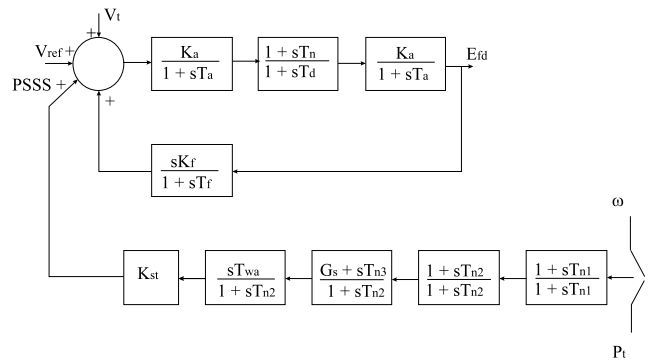 V_t
+
V_ref +
PSSS +
+
K_a / 1 + sT_a
1 + sT_n / 1 + sT_d
K_a / 1 + sT_a
E_fd
sK_f / 1 + sT_f
ω
K_st
sT_wa / 1 + sT_n2
G_s + sT_n3 / 1 + sT_n2
1 + sT_n2 / 1 + sT_n2
1 + sT_n1 / 1 + sT_n1
P_t